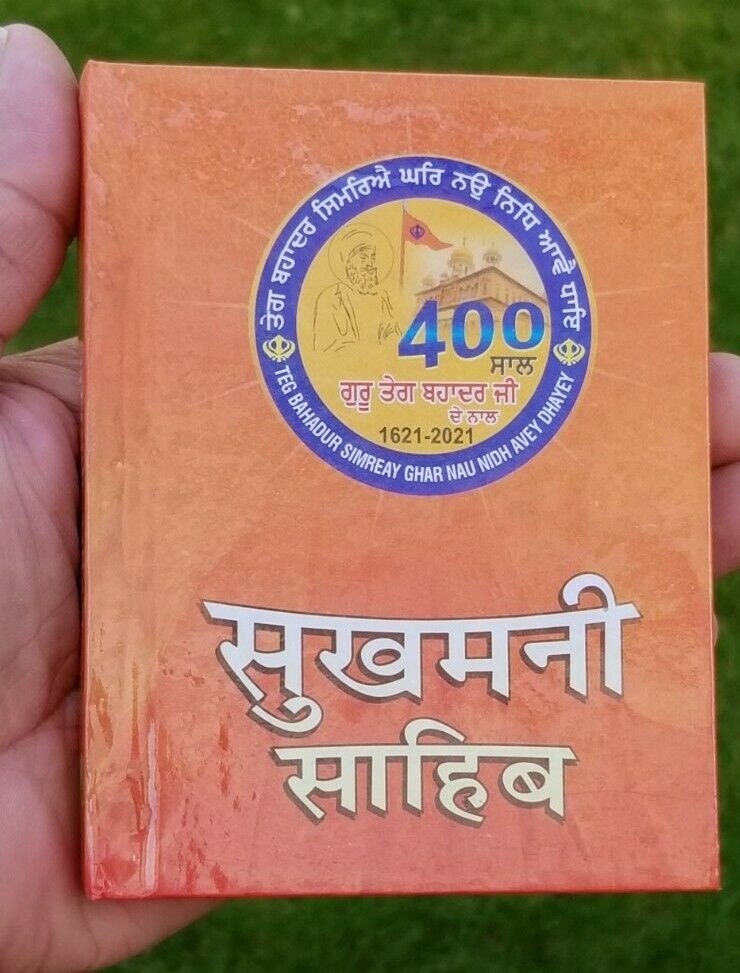 ਤੇਗ ਬਹਾਦਰ ਸਿਮਰਿਐ ਘਰਿ ਨਉ ਨਿਧਿ ਆਵੈ ਧਾਇ
400
ਸਾਲ
ਗੁਰੂ ਤੇਗ ਬਹਾਦਰ ਜੀ
ਦੇ ਨਾਲ
1621-2021
TEG BAHADUR SIMREAY GHAR NAU NIDH AVEY DHAYEY
सुखमनी
साहिब